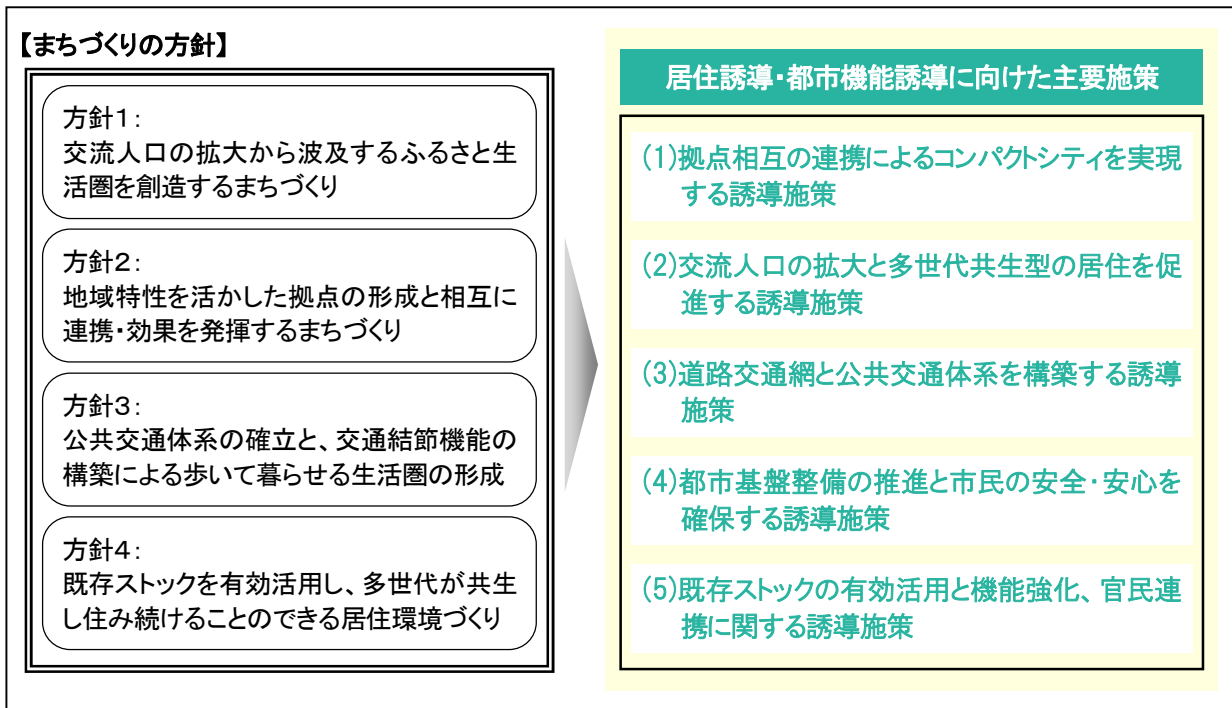 【まちづくりの方針】
方針1：
交流人口の拡大から波及するふるさと生
活圏を創造するまちづくり
方針2：
地域特性を活かした拠点の形成と相互に
連携・効果を発揮するまちづくり
方針3：
公共交通体系の確立と、交通結節機能の
構築による歩いて暮らせる生活圏の形成
方針4：
既存ストックを有効活用し、多世代が共生
し住み続けることのできる居住環境づくり
居住誘導・都市機能誘導に向けた主要施策
(1)拠点相互の連携によるコンパクトシティを実現
する誘導施策
(2)交流人口の拡大と多世代共生型の居住を促
進する誘導施策
(3)道路交通網と公共交通体系を構築する誘導
施策
(4)都市基盤整備の推進と市民の安全・安心を
確保する誘導施策
(5)既存ストックの有効活用と機能強化、官民連
携に関する誘導施策